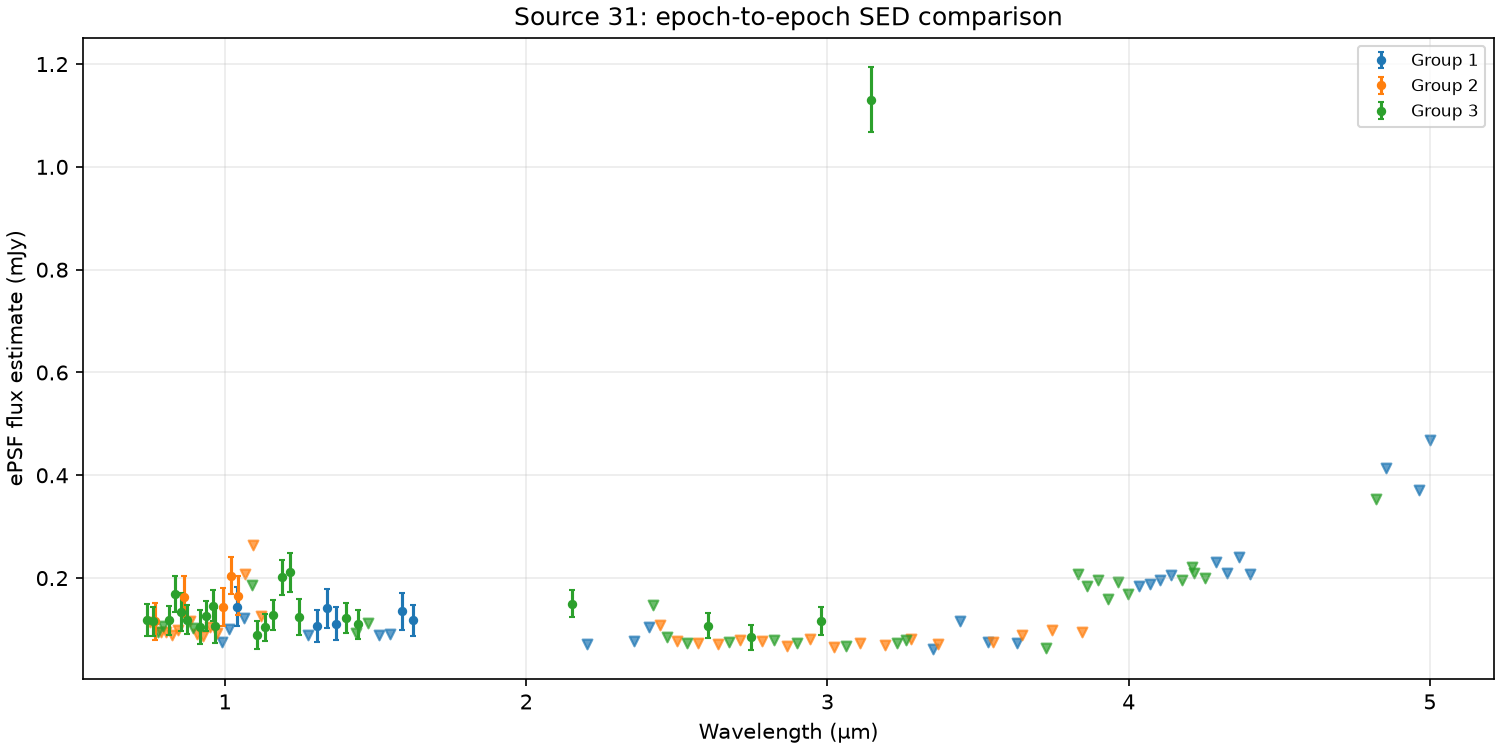 Source 31: epoch-to-epoch SED comparison
Group 1
Group 2
Group 3
ePSF flux estimate (mJy)
1.2
1.0
0.8
0.6
0.4
0.2
1 2 3 4 5
Wavelength (μm)